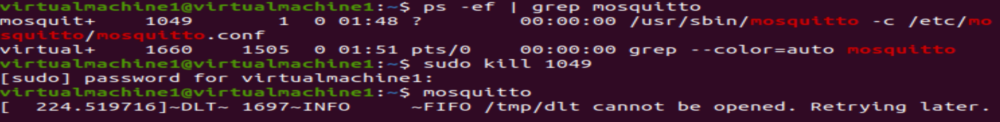 virtualmachine1@virtualmachine1:~$ ps -ef | grep mosquitto
mosquit+    1049       1  0 01:48 ?        00:00:00 /usr/sbin/mosquitto -c /etc/mo
squitto/mosquitto.conf
virtual+    1660    1505  0 01:51 pts/0    00:00:00 grep --color=auto mosquitto
virtualmachine1@virtualmachine1:~$ sudo kill 1049
[sudo] password for virtualmachine1:
virtualmachine1@virtualmachine1:~$ mosquitto
[  224.519716]~DLT~ 1697~INFO     ~FIFO /tmp/dlt cannot be opened. Retrying later.